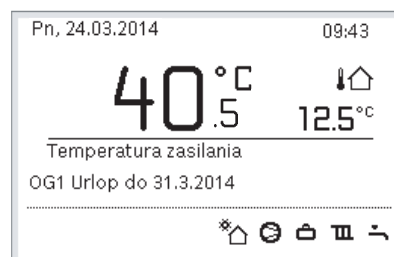 Pn, 24.03.2014 09:43
40.5 °C
12.5°C
Temperatura zasilania
OG1 Urlop do 31.3.2014